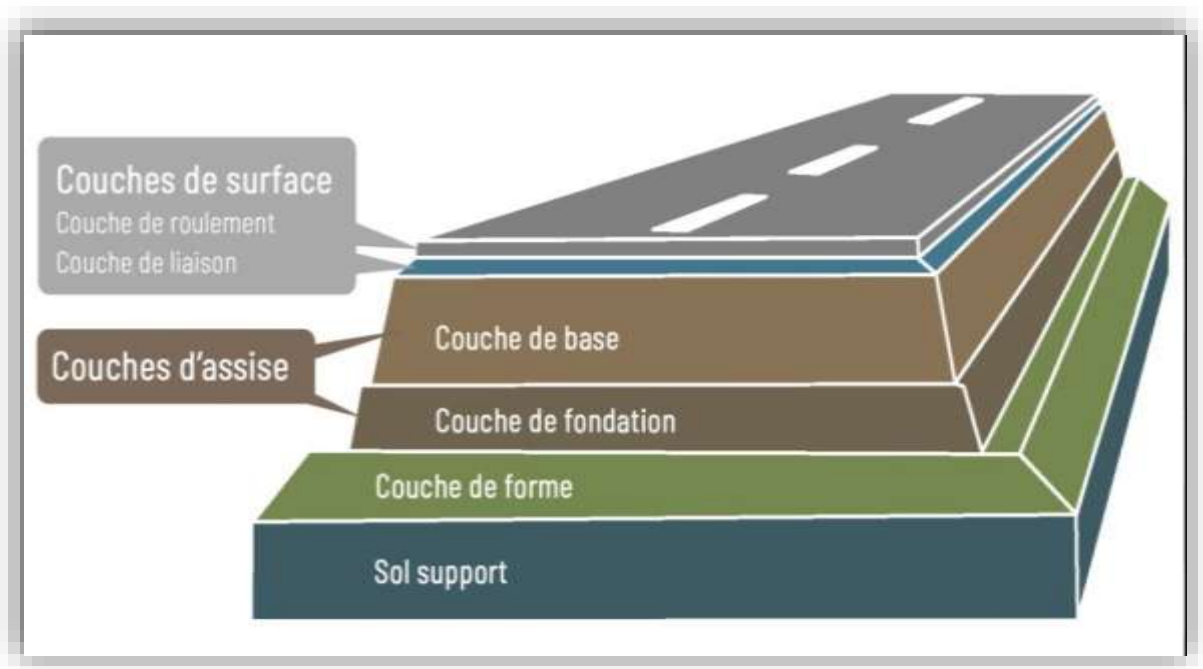 Couches de surface
Couche de roulement
Couche de liaison
Couches d'assise
Couche de base
Couche de fondation
Couche de forme
Sol support